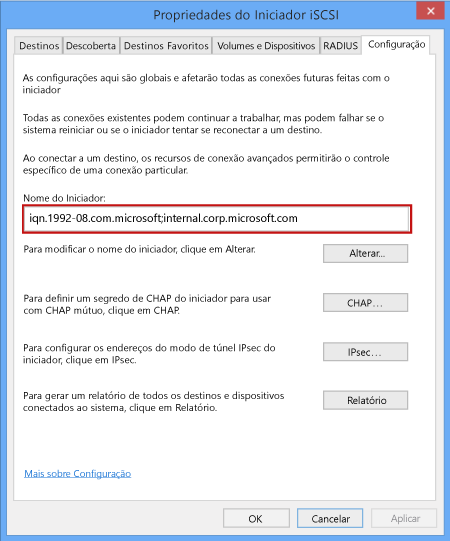 Propriedades do Iniciador iSCSI
Destinos Descoberta Destinos Favoritos Volumes e Dispositivos RADIUS Configuração
As configurações aqui são globais e afetarão todas as conexões futuras feitas com o
iniciador
Todas as conexões existentes podem continuar a trabalhar, mas podem falhar se o
sistema reiniciar ou se o iniciador tentar se reconectar a um destino.
Ao conectar a um destino, os recursos de conexão avançados permitirão o controle
específico de uma conexão particular.
Nome do Iniciador:
iqn.1992-08.com.microsoft;internal.corp.microsoft.com
Para modificar o nome do iniciador, clique em Alterar.
Alterar...
Para definir um segredo de CHAP do iniciador para usar
com CHAP mútuo, clique em CHAP.
CHAP...
Para configurar os endereços do modo de túnel IPsec do
iniciador, clique em IPsec.
IPsec...
Para gerar um relatório de todos os destinos e dispositivos
conectados ao sistema, clique em Relatório.
Relatório
Mais sobre Configuração
OK Cancelar Aplicar